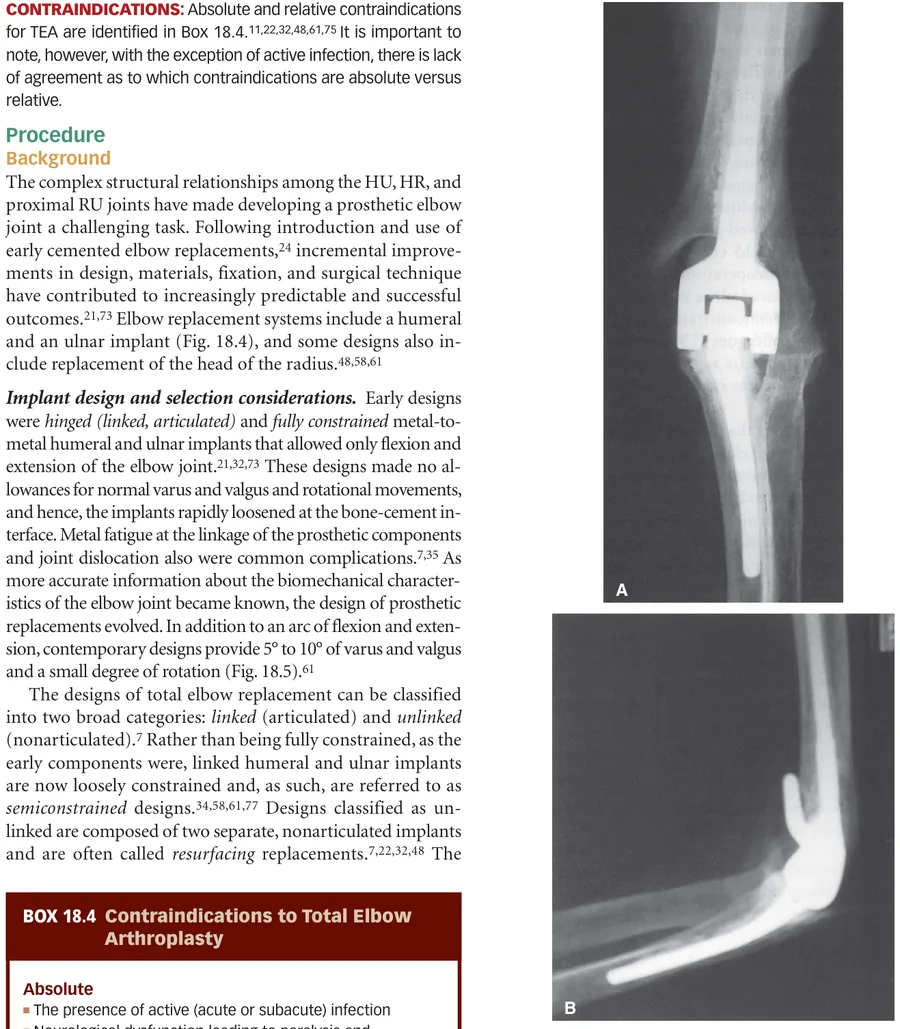 CONTRAINDICATIONS: Absolute and relative contraindications
for TEA are identified in Box 18.4.11,22,32,48,61,75 It is important to
note, however, with the exception of active infection, there is lack
of agreement as to which contraindications are absolute versus
relative.
Procedure
Background
The complex structural relationships among the HU, HR, and
proximal RU joints have made developing a prosthetic elbow
joint a challenging task. Following introduction and use of
early cemented elbow replacements,24 incremental improve-
ments in design, materials, fixation, and surgical technique
have contributed to increasingly predictable and successful
outcomes.21,73 Elbow replacement systems include a humeral
and an ulnar implant (Fig. 18.4), and some designs also in-
clude replacement of the head of the radius.48,58,61
Implant design and selection considerations. Early designs
were hinged (linked, articulated) and fully constrained metal-to-
metal humeral and ulnar implants that allowed only flexion and
extension of the elbow joint.21,32,73 These designs made no al-
lowances for normal varus and valgus and rotational movements,
and hence, the implants rapidly loosened at the bone-cement in-
terface. Metal fatigue at the linkage of the prosthetic components
and joint dislocation also were common complications.7,35 As
more accurate information about the biomechanical character-
istics of the elbow joint became known, the design of prosthetic
replacements evolved. In addition to an arc of flexion and exten-
sion, contemporary designs provide 5° to 10° of varus and valgus
and a small degree of rotation (Fig. 18.5).61
The designs of total elbow replacement can be classified
into two broad categories: linked (articulated) and unlinked
(nonarticulated).7 Rather than being fully constrained, as the
early components were, linked humeral and ulnar implants
are now loosely constrained and, as such, are referred to as
semiconstrained designs.34,58,61,77 Designs classified as un-
linked are composed of two separate, nonarticulated implants
and are often called resurfacing replacements.7,22,32,48 The
BOX 18.4 Contraindications to Total Elbow
Arthroplasty
Absolute
■ The presence of active (acute or subacute) infection
■ Neurological dysfunction leading to paralysis and
A
B